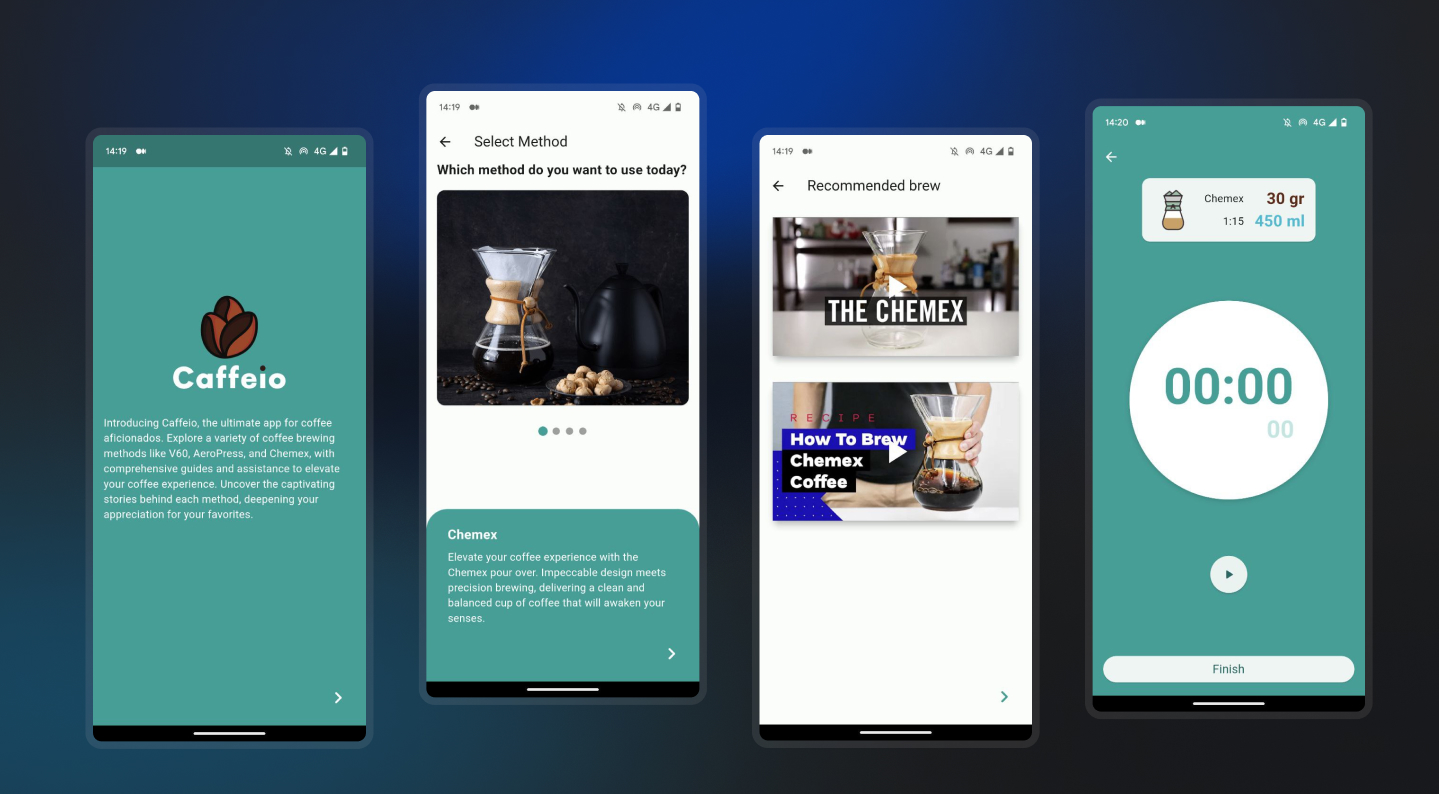 14:19
4G
Caffeio
Introducing Caffeio, the ultimate app for coffee
aficionados. Explore a variety of coffee brewing
methods like V60, AeroPress, and Chemex, with
comprehensive guides and assistance to elevate
your coffee experience. Uncover the captivating
stories behind each method, deepening your
appreciation for your favorites.
14:19
4G
Select Method
Which method do you want to use today?
Chemex
Elevate your coffee experience with the
Chemex pour over. Impeccable design meets
precision brewing, delivering a clean and
balanced cup of coffee that will awaken your
senses.
14:19
4G
Recommended brew
THE CHEMEX
RECIPE
How To Brew
Chemex
Coffee
14:20
4G
Chemex 30 gr
1:15 450 ml
00:00
00
Finish